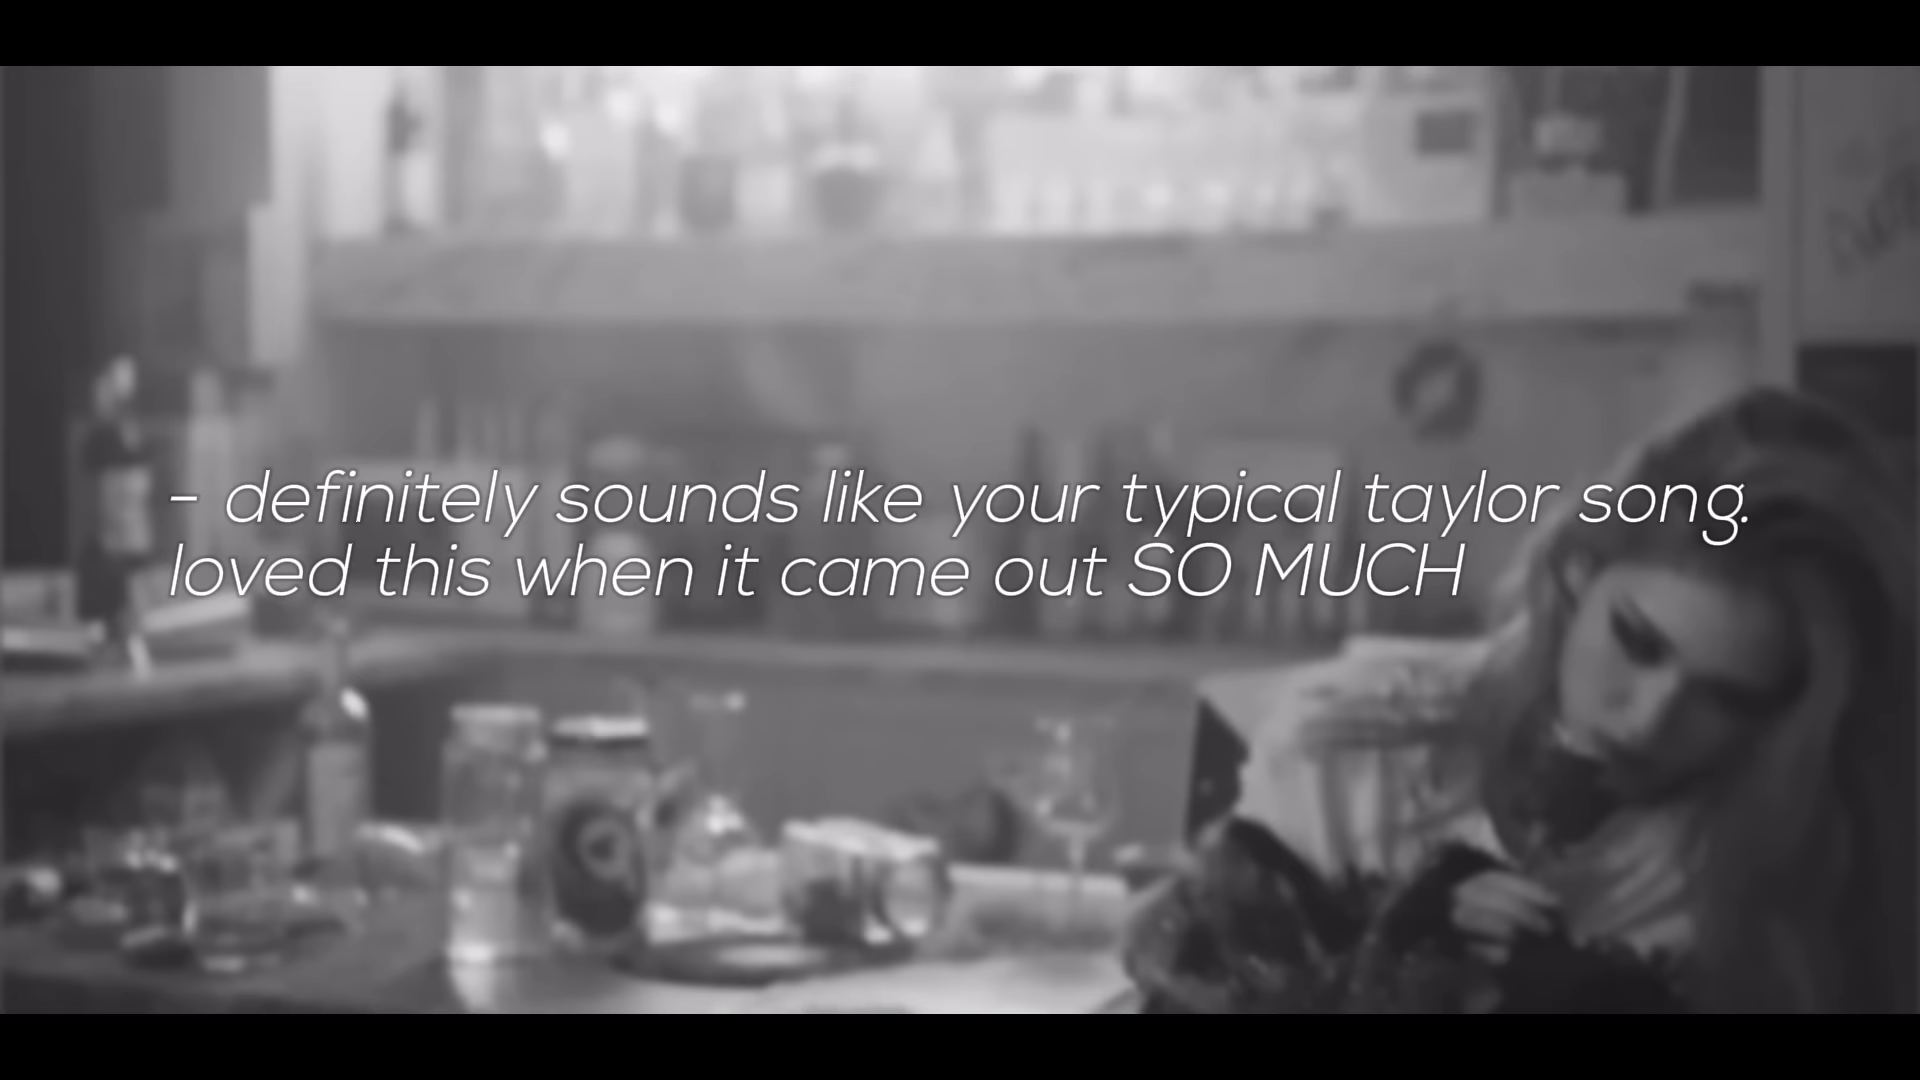 - definitely sounds like your typical taylor song.
loved this when it came out SO MUCH